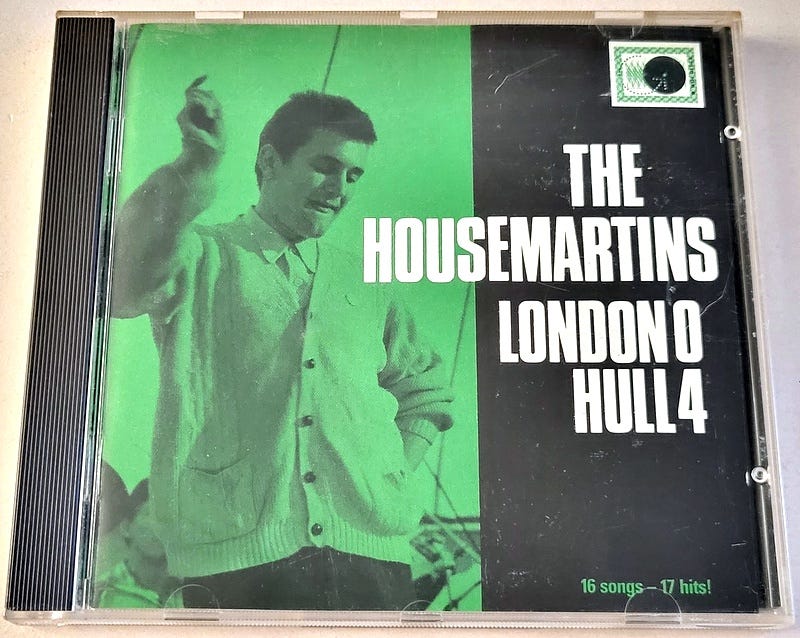 THE
HOUSEMARTINS
LONDON 0
HULL 4
16 songs – 17 hits!